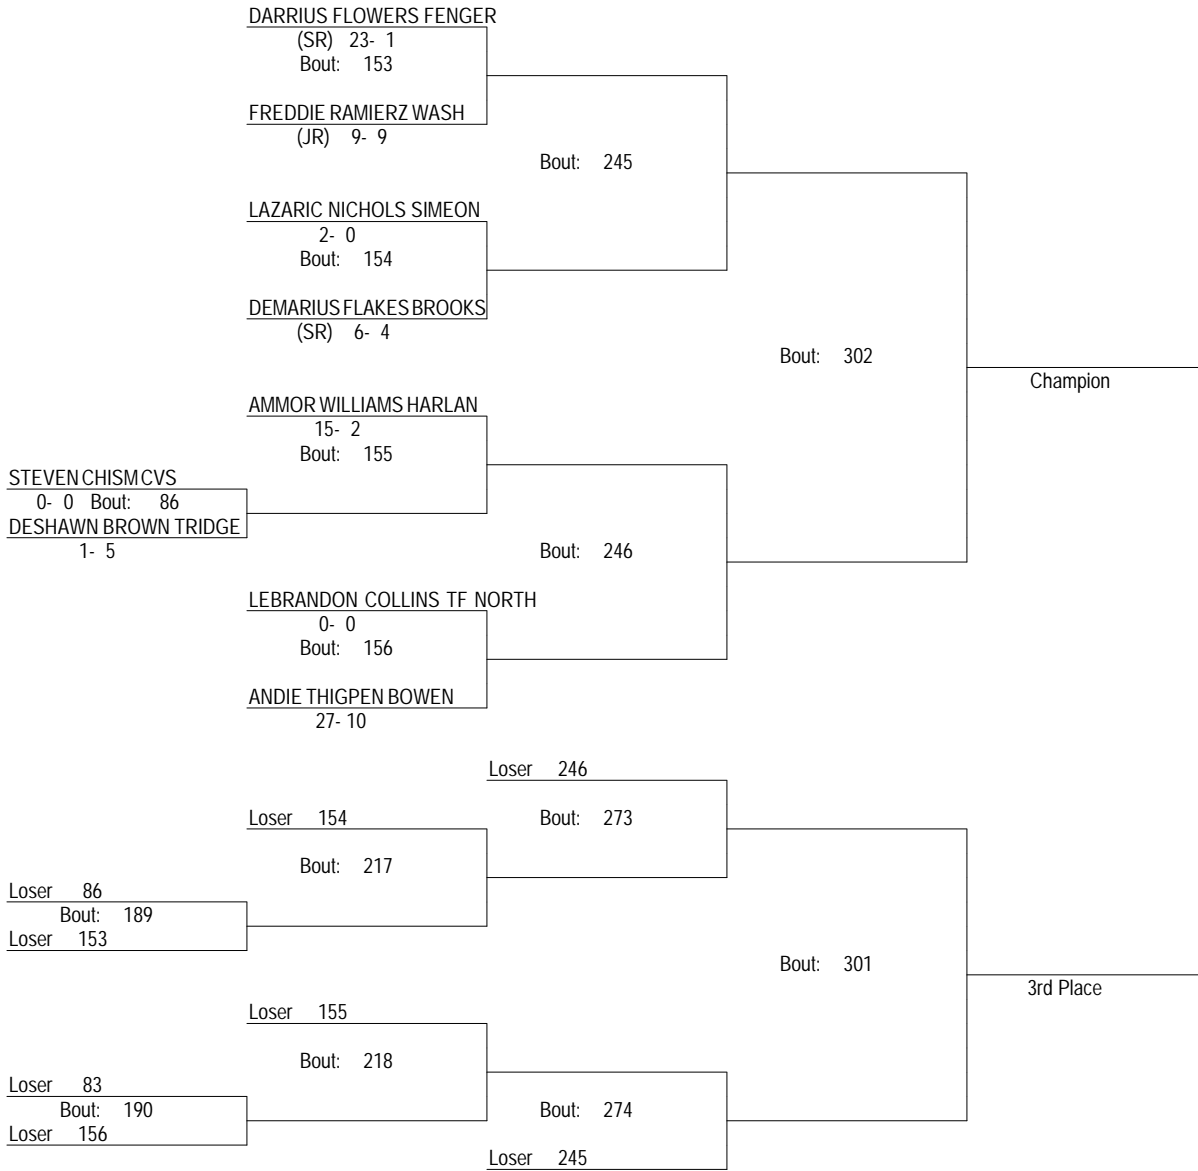 DARRIUS FLOWERS FENGER
(SR) 23- 1
Bout: 153
FREDDIE RAMIERZ WASH
(JR) 9- 9
Bout: 245
LAZARIC NICHOLS SIMEON
2- 0
Bout: 154
DEMARIUS FLAKES BROOKS
(SR) 6- 4
Bout: 302
Champion
AMMOR WILLIAMS HARLAN
15- 2
Bout: 155
STEVEN CHISM CVS
0- 0 Bout: 86
DESHAWN BROWN TRIDGE
1- 5
Bout: 246
LEBRANDON COLLINS TF NORTH
0- 0
Bout: 156
ANDIE THIGPEN BOWEN
27- 10
Loser 246
Loser 154
Bout: 273
Bout: 217
Loser 86
Bout: 189
Loser 153
Bout: 301
3rd Place
Loser 155
Bout: 218
Loser 83
Bout: 190
Loser 156
Bout: 274
Loser 245